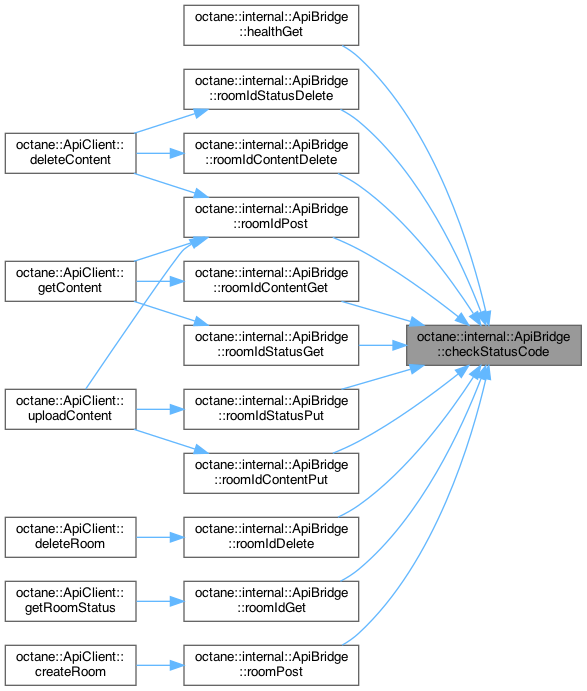 octane::internal::ApiBridge
::healthGet
octane::internal::ApiBridge
::roomIdStatusDelete
octane::ApiClient::
deleteContent
octane::internal::ApiBridge
::roomIdContentDelete
octane::internal::ApiBridge
::roomIdPost
octane::ApiClient::
getContent
octane::internal::ApiBridge
::roomIdContentGet
octane::internal::ApiBridge
::roomIdStatusGet
octane::internal::ApiBridge
::checkStatusCode
octane::ApiClient::
uploadContent
octane::internal::ApiBridge
::roomIdStatusPut
octane::internal::ApiBridge
::roomIdContentPut
octane::ApiClient::
deleteRoom
octane::internal::ApiBridge
::roomIdDelete
octane::ApiClient::
getRoomStatus
octane::internal::ApiBridge
::roomIdGet
octane::ApiClient::
createRoom
octane::internal::ApiBridge
::roomPost